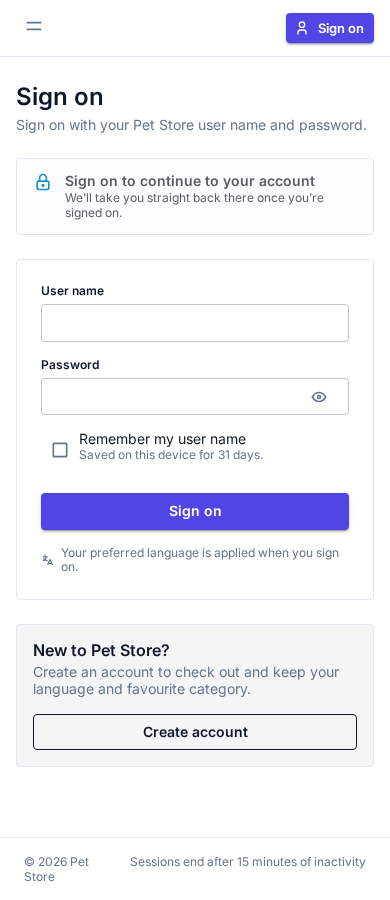 Sign on
Sign on
Sign on with your Pet Store user name and password.
Sign on to continue to your account
We’ll take you straight back there once you’re
signed on.
User name
Password
Remember my user name
Saved on this device for 31 days.
Sign on
Your preferred language is applied when you sign
on.
New to Pet Store?
Create an account to check out and keep your
language and favourite category.
Create account
© 2026 Pet
Store
Sessions end after 15 minutes of inactivity